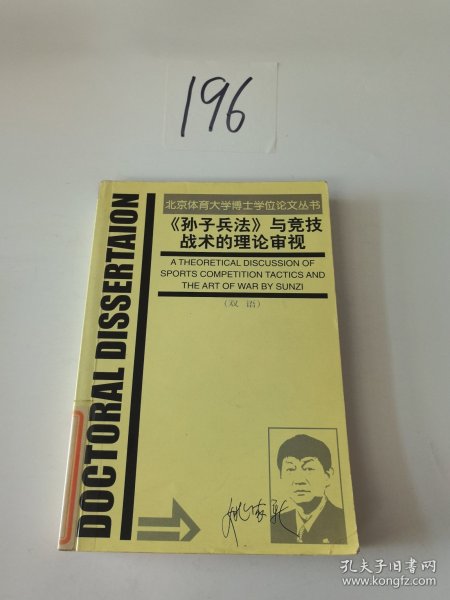 196
北京体育大学博士学位论文丛书
《孙子兵法》与竞技
战术的理论审视
A THEORETICAL DISCUSSION OF
SPORTS COMPETITION TACTICS AND
THE ART OF WAR BY SUNZI
(双 语)
DOCTORAL DISSERTAION
孔夫子旧书网
www.kongfz.com